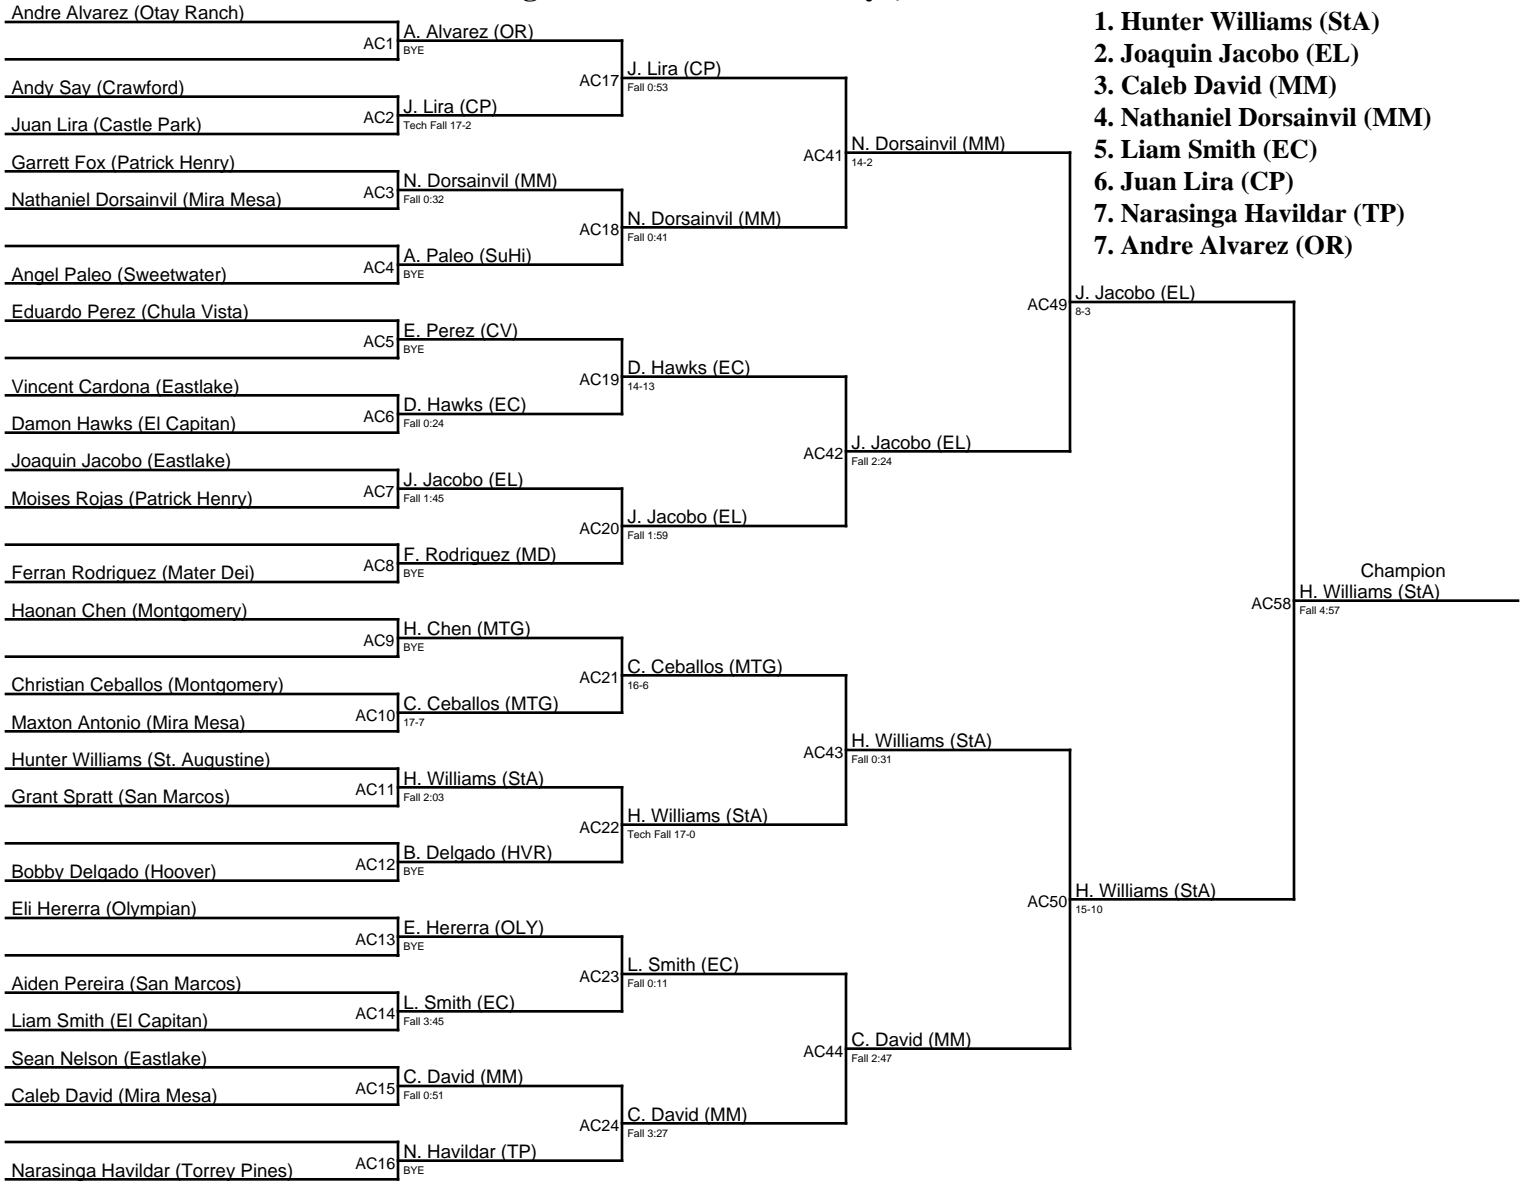 Andre Alvarez (Otay Ranch)
AC1
A. Alvarez (OR)
BYE
Andy Say (Crawford)
AC2
J. Lira (CP)
Tech Fall 17-2
Juan Lira (Castle Park)
AC17
J. Lira (CP)
Fall 0:53
Garrett Fox (Patrick Henry)
AC3
N. Dorsainvil (MM)
Fall 0:32
Nathaniel Dorsainvil (Mira Mesa)
AC18
N. Dorsainvil (MM)
Fall 0:41
AC4
A. Paleo (SuHi)
BYE
Angel Paleo (Sweetwater)
AC41
N. Dorsainvil (MM)
14-2
Eduardo Perez (Chula Vista)
AC5
E. Perez (CV)
BYE
AC19
D. Hawks (EC)
14-13
Vincent Cardona (Eastlake)
AC6
D. Hawks (EC)
Fall 0:24
Damon Hawks (El Capitan)
AC42
J. Jacobo (EL)
Fall 2:24
Joaquin Jacobo (Eastlake)
AC7
J. Jacobo (EL)
Fall 1:45
Moises Rojas (Patrick Henry)
AC20
J. Jacobo (EL)
Fall 1:59
AC8
F. Rodriguez (MD)
BYE
Ferran Rodriguez (Mater Dei)
AC49
J. Jacobo (EL)
8-3
Haonan Chen (Montgomery)
AC9
H. Chen (MTG)
BYE
AC21
C. Ceballos (MTG)
16-6
Christian Ceballos (Montgomery)
AC10
C. Ceballos (MTG)
17-7
Maxton Antonio (Mira Mesa)
AC43
H. Williams (StA)
Fall 0:31
Hunter Williams (St. Augustine)
AC11
H. Williams (StA)
Fall 2:03
Grant Spratt (San Marcos)
AC22
H. Williams (StA)
Tech Fall 17-0
AC12
B. Delgado (HVR)
BYE
Bobby Delgado (Hoover)
AC50
H. Williams (StA)
15-10
Eli Hererra (Olympian)
AC13
E. Hererra (OLY)
BYE
AC23
L. Smith (EC)
Fall 0:11
Aiden Pereira (San Marcos)
AC14
L. Smith (EC)
Fall 3:45
Liam Smith (El Capitan)
AC44
C. David (MM)
Fall 2:47
Sean Nelson (Eastlake)
AC15
C. David (MM)
Fall 0:51
Caleb David (Mira Mesa)
AC24
C. David (MM)
Fall 3:27
AC16
N. Havildar (TP)
BYE
Narasinga Havildar (Torrey Pines)
Champion
AC58
H. Williams (StA)
Fall 4:57
1. Hunter Williams (StA)
2. Joaquin Jacobo (EL)
3. Caleb David (MM)
4. Nathaniel Dorsainvil (MM)
5. Liam Smith (EC)
6. Juan Lira (CP)
7. Narasinga Havildar (TP)
7. Andre Alvarez (OR)